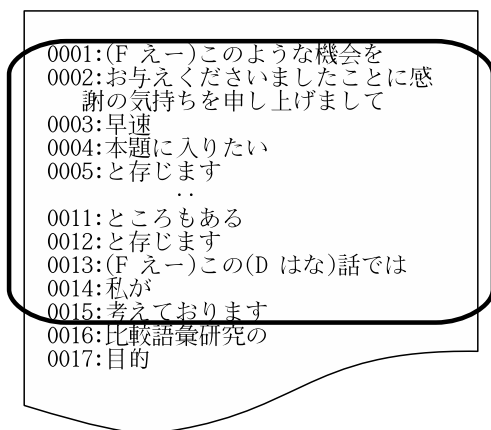 0001:(F えー)このような機会を
0002:お与えくださいましたことに感
謝の気持ちを申し上げまして
0003:早速
0004:本題に入りたい
0005:と存じます
‥
0011:ところもある
0012:と存じます
0013:(F えー)この(D はな)話では
0014:私が
0015:考えております
0016:比較語彙研究の
0017:目的